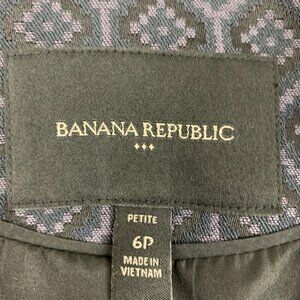 BANANA REPUBLIC
PETITE
6P
MADE IN
VIETNAM